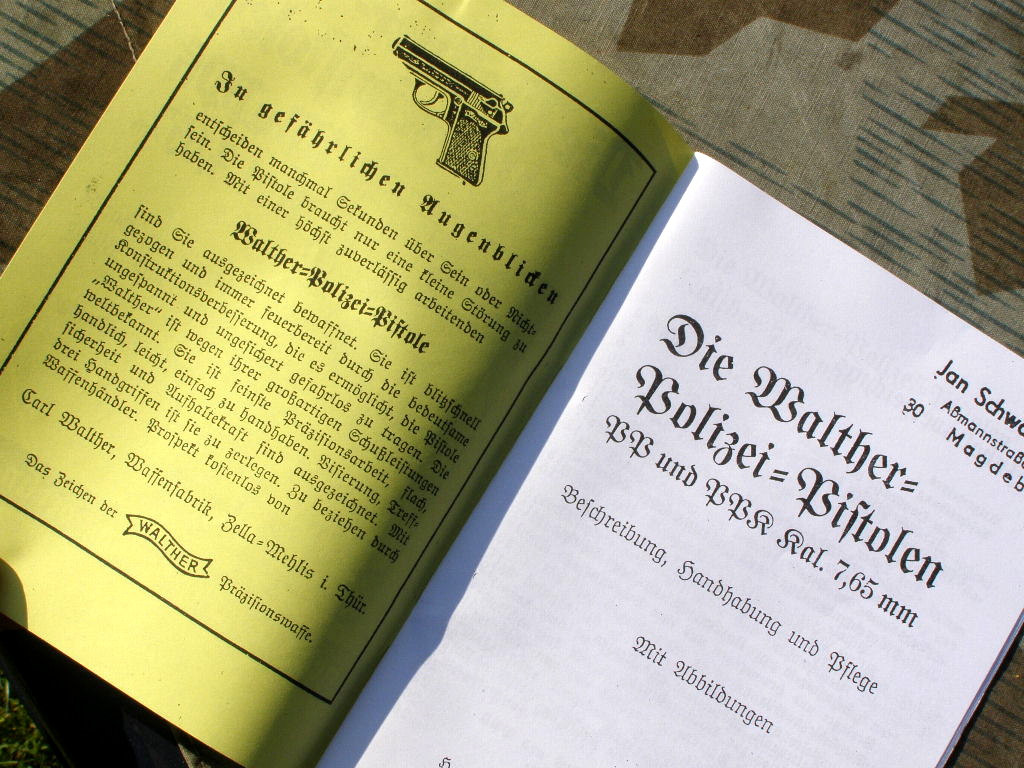 In gefährlichen Augenblicken
entscheiden manchmal Sekunden über Sein oder Nicht-
sein. Die Pistole braucht nur eine kleine Störung zu
haben. Mit einer höchst zuverlässig arbeitenden
Walther=Polizei=Pistole
sind Sie ausgezeichnet bewaffnet. Sie ist blitzschnell
gezogen und immer feuerbereit durch die bedeutsame
Konstruktionsverbesserung, die es ermöglicht, die Pistole
ungespannt und ungesichert gefahrlos zu tragen. Die
„Walther“ ist wegen ihrer großartigen Schußleistungen
weltbekannt. Sie ist feinste Präzisionsarbeit, flach,
handlich, leicht, einfach zu handhaben. Visierung, Treff-
sicherheit und Aufhaltekraft sind ausgezeichnet. Mit
drei Handgriffen ist sie zu zerlegen. Zu beziehen durch
Waffenhändler. Prospekt kostenlos von
Carl Walther, Waffenfabrik, Zella=Mehlis i. Thür.
Das Zeichen der WALTHER Präzisionswaffe.
Die Walther=
Polizei=Pistolen
PP und PPK Kal. 7,65 mm
Beschreibung, Handhabung und Pflege
Mit Abbildungen
Jan Schw
30 Aßmannstraße
Magdeb